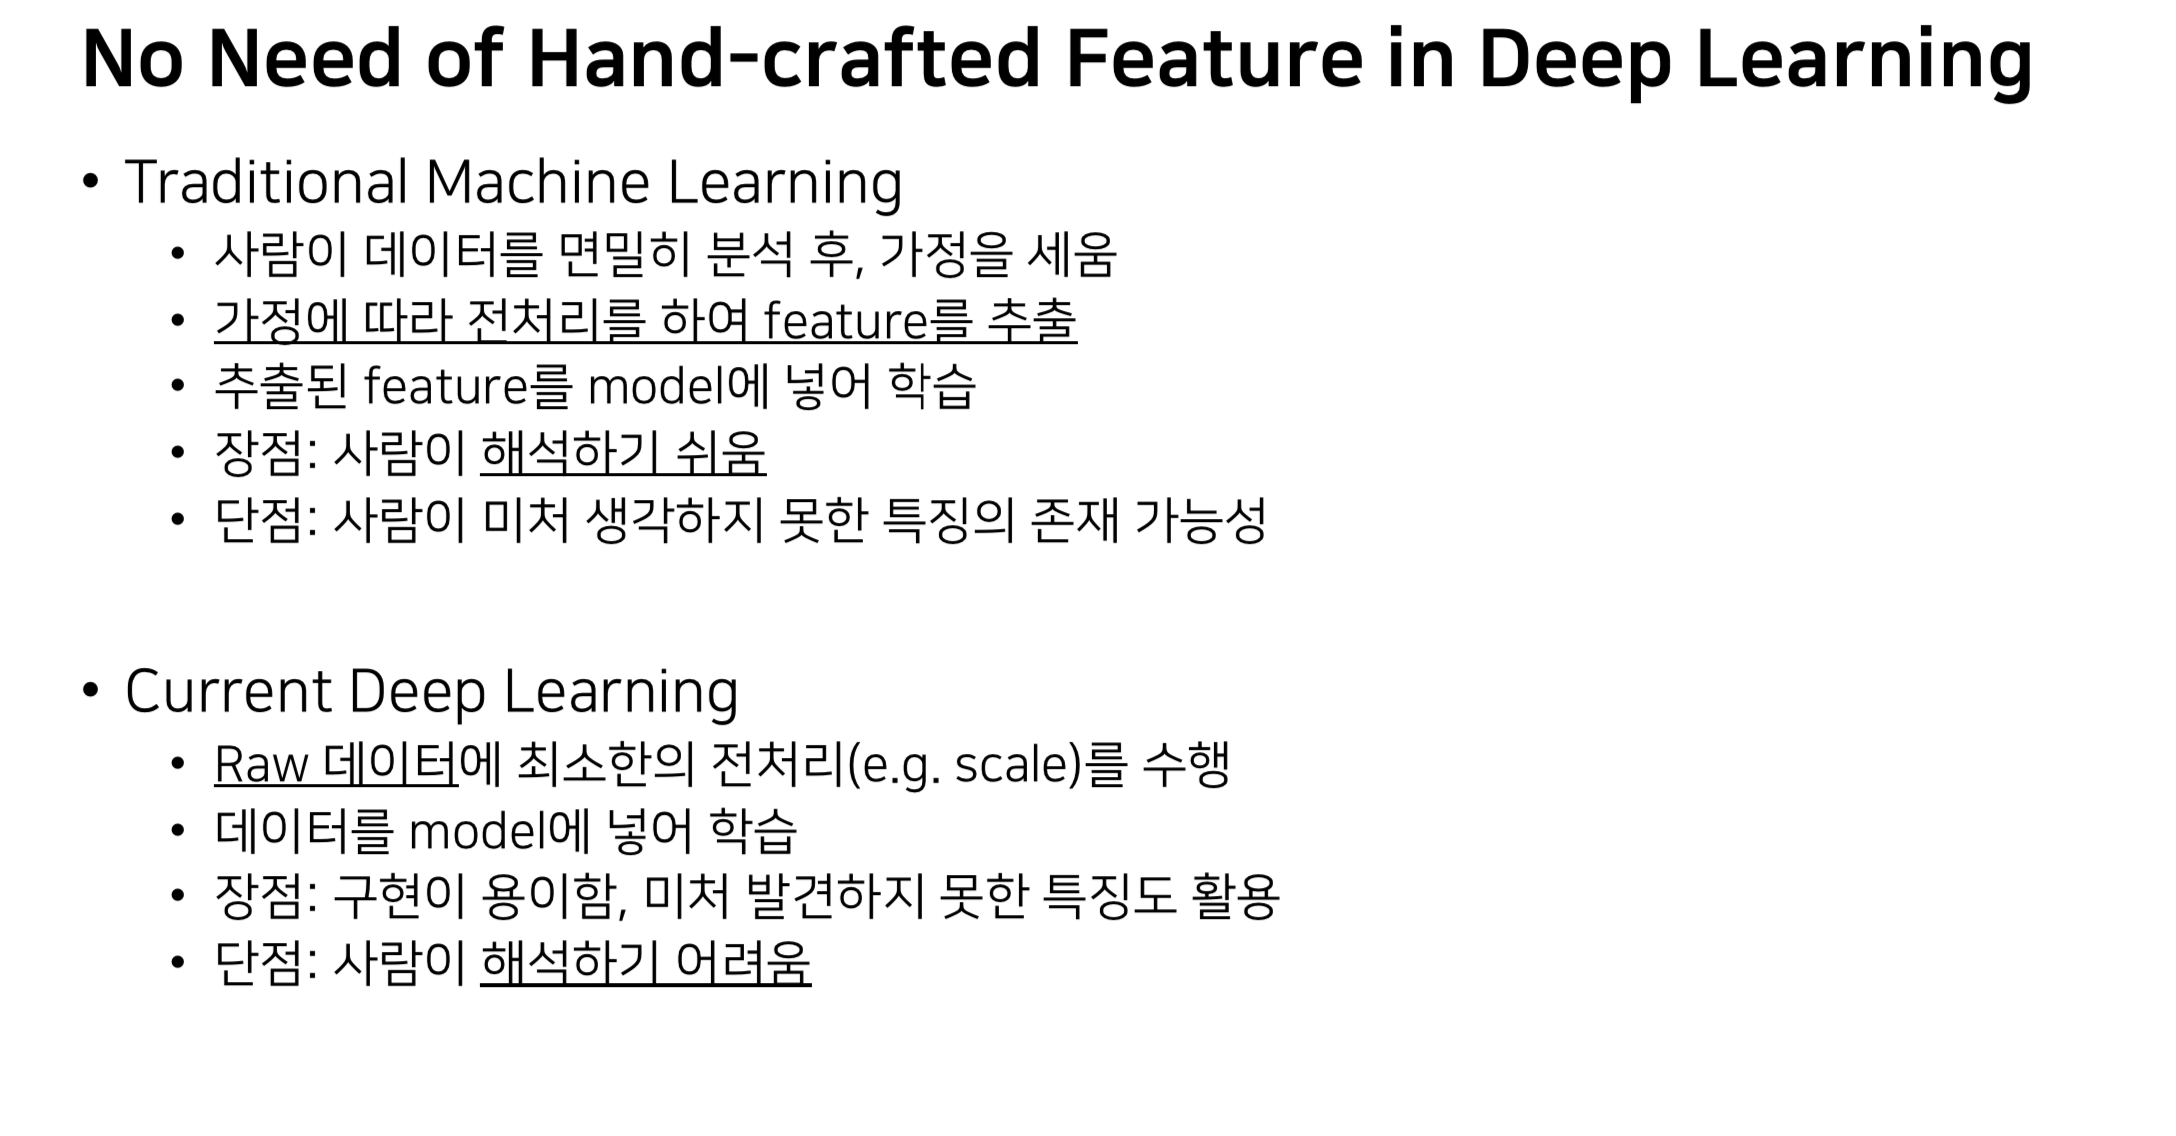 No Need of Hand-crafted Feature in Deep Learning
• Traditional Machine Learning
• 사람이 데이터를 면밀히 분석 후, 가정을 세움
• 가정에 따라 전처리를 하여 feature를 추출
• 추출된 feature를 model에 넣어 학습
• 장점: 사람이 해석하기 쉬움
• 단점: 사람이 미처 생각하지 못한 특징의 존재 가능성
• Current Deep Learning
• Raw 데이터에 최소한의 전처리(e.g. scale)를 수행
• 데이터를 model에 넣어 학습
• 장점: 구현이 용이함, 미처 발견하지 못한 특징도 활용
• 단점: 사람이 해석하기 어려움